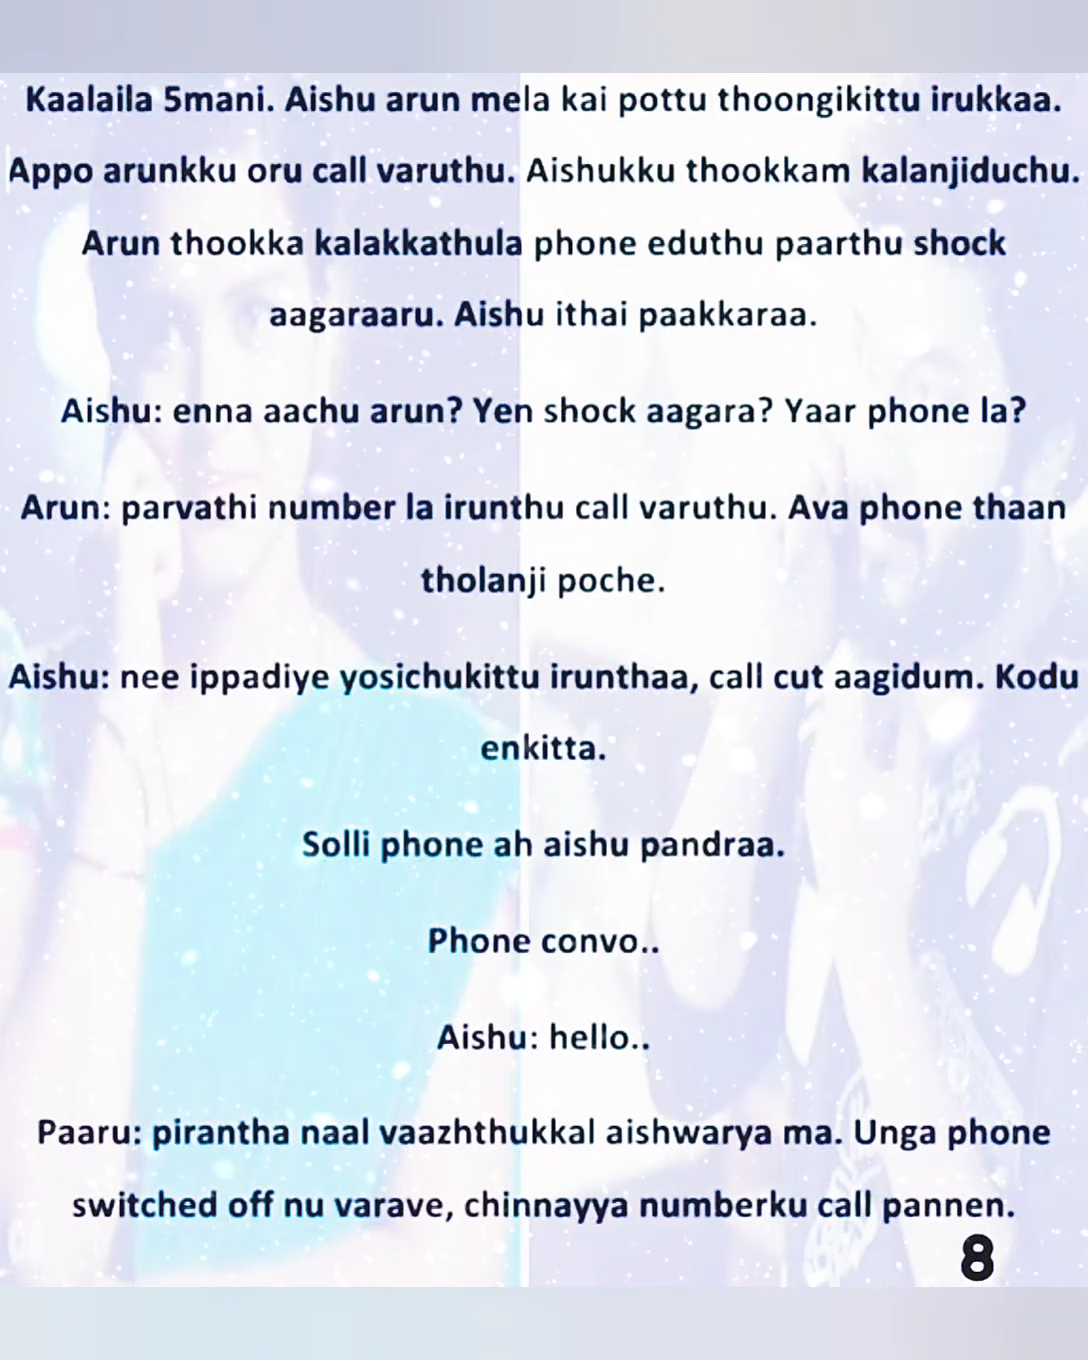 Kaalaila 5mani. Aishu arun mela kai pottu thoongikittu irukkaa.
Appo arunkku oru call varuthu. Aishukku thookkam kalanjiduchu.
Arun thookka kalakkathula phone eduthu paarthu shock
aagaraaru. Aishu ithai paakkaraa.
Aishu: enna aachu arun? Yen shock aagara? Yaar phone la?
Arun: parvathi number la irunthu call varuthu. Ava phone thaan
tholanji poche.
Aishu: nee ippadiye yosichukittu irunthaa, call cut aagidum. Kodu
enkitta.
Solli phone ah aishu pandraa.
Phone convo..
Aishu: hello..
Paaru: pirantha naal vaazhthukkal aishwarya ma. Unga phone
switched off nu varave, chinnayya numberku call pannen.
8